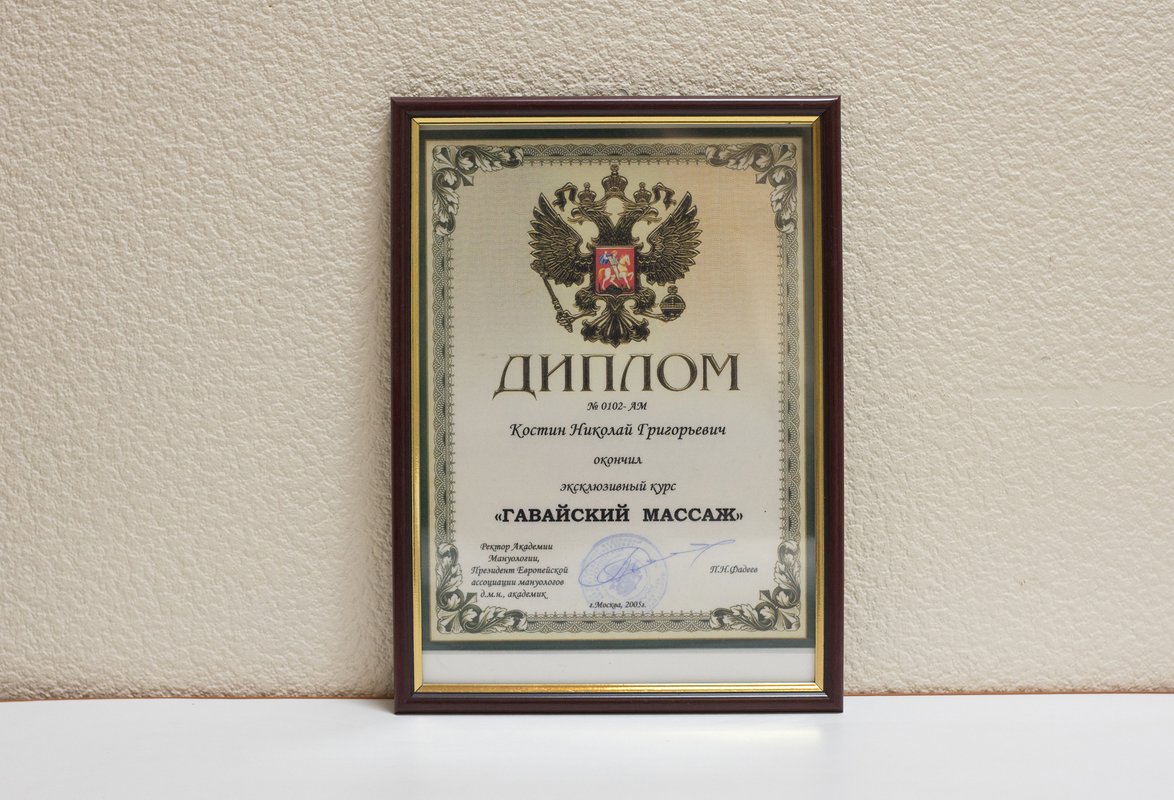 ДИПЛОМ
№ 0102- АМ
Костин Николай Григорьевич
окончил
эксклюзивный курс
«ГАВАЙСКИЙ МАССАЖ»
Ректор Академии
Мануологии,
Президент Европейской
ассоциации мануологов
д.м.н., академик
П.Н.Фадеев
г.Москва, 2005г.